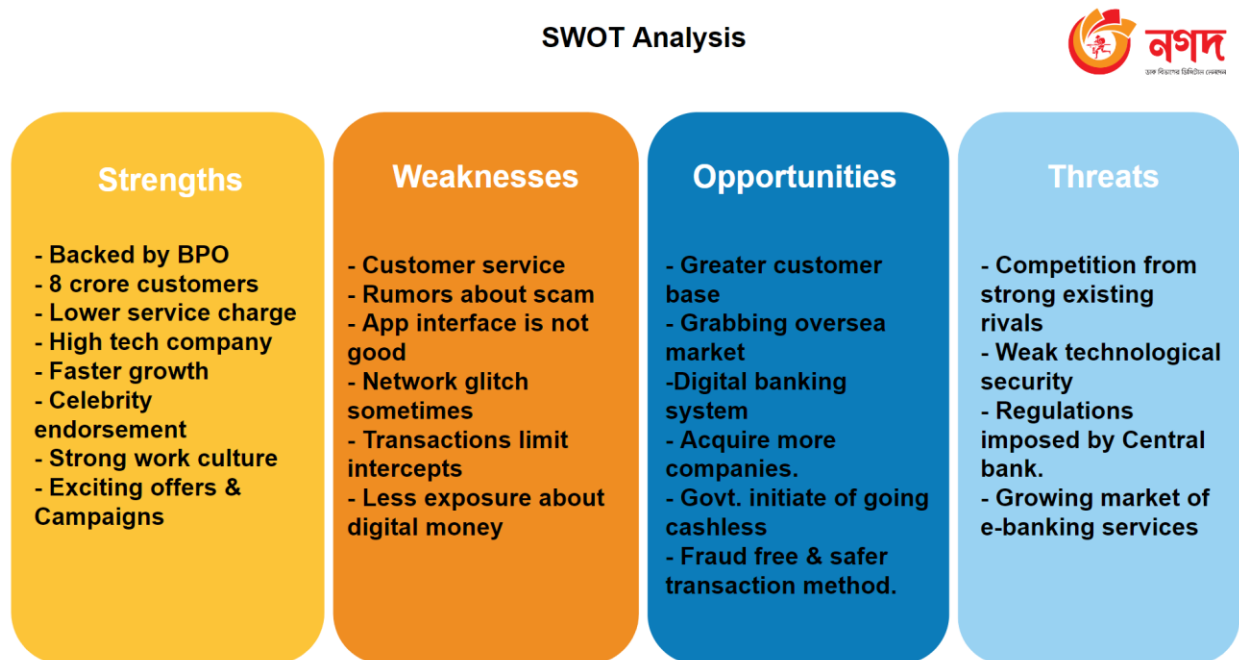 SWOT Analysis
নগদ
ডাক বিভাগের ডিজিটাল লেনদেন
Strengths
- Backed by BPO
- 8 crore customers
- Lower service charge
- High tech company
- Faster growth
- Celebrity
endorsement
- Strong work culture
- Exciting offers &
Campaigns
Weaknesses
- Customer service
- Rumors about scam
- App interface is not
good
- Network glitch
sometimes
- Transactions limit
intercepts
- Less exposure about
digital money
Opportunities
- Greater customer
base
- Grabbing oversea
market
-Digital banking
system
- Acquire more
companies.
- Govt. initiate of going
cashless
- Fraud free & safer
transaction method.
Threats
- Competition from
strong existing
rivals
- Weak technological
security
- Regulations
imposed by Central
bank.
- Growing market of
e-banking services